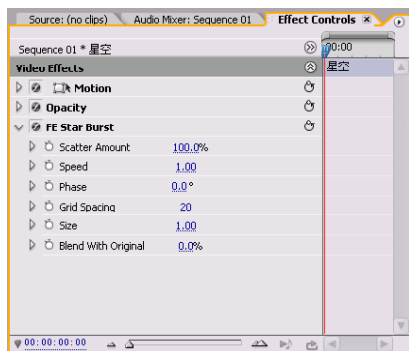 Source: (no clips) Audio Mixer: Sequence 01 Effect Controls
Sequence 01 * 星空 00:00
Video Effects 星空
Motion
Opacity
FE Star Burst
Scatter Amount 100.0%
Speed 1.00
Phase 0.0°
Grid Spacing 20
Size 1.00
Blend With Original 0.0%
00:00:00:00